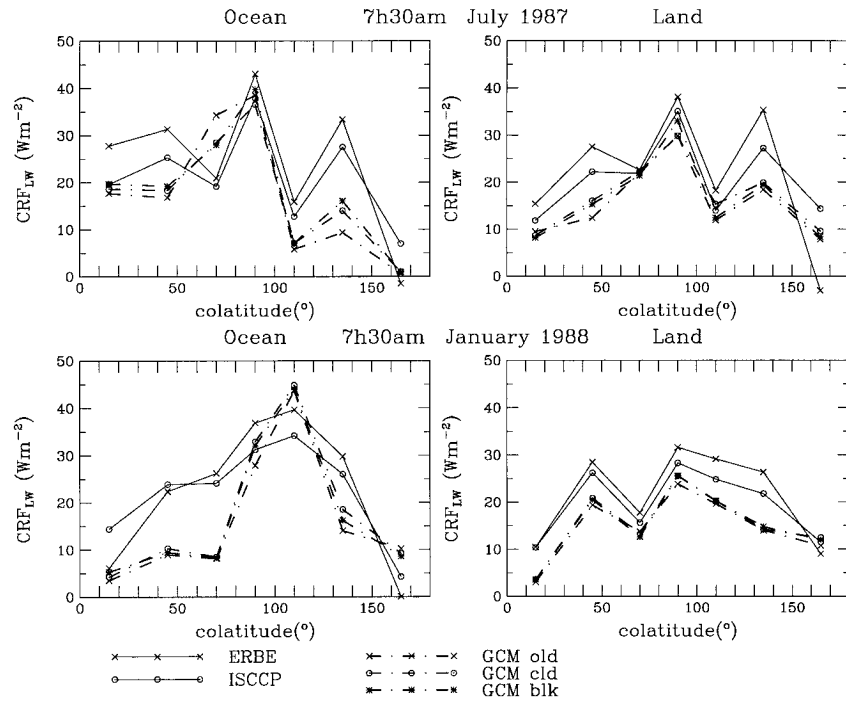 Ocean 7h30am July 1987 Land
50
40
30
20
10
0
CRF_LW (Wm⁻²)
0 50 100 150
colatitude(°)
50
40
30
20
10
0
CRF_LW (Wm⁻²)
0 50 100 150
colatitude(°)
Ocean 7h30am January 1988 Land
50
40
30
20
10
0
CRF_LW (Wm⁻²)
0 50 100 150
colatitude(°)
50
40
30
20
10
0
CRF_LW (Wm⁻²)
0 50 100 150
colatitude(°)
ERBE
ISCCP
GCM old
GCM cld
GCM blk